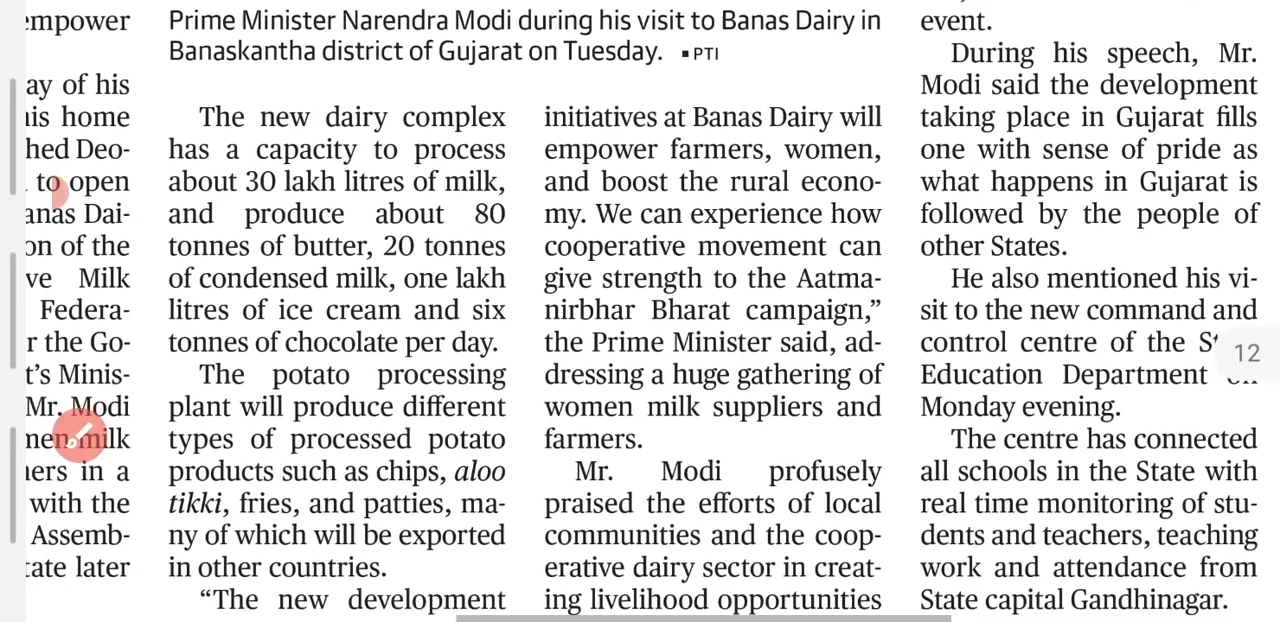 empower
ay of his
his home
hed Deo-
to open
anas Dai-
on of the
ve Milk
Federa-
r the Go-
t's Minis-
Mr. Modi
men milk
ners in a
with the
Assemb-
tate later
Prime Minister Narendra Modi during his visit to Banas Dairy in
Banaskantha district of Gujarat on Tuesday. ▪ PTI
The new dairy complex
has a capacity to process
about 30 lakh litres of milk,
and produce about 80
tonnes of butter, 20 tonnes
of condensed milk, one lakh
litres of ice cream and six
tonnes of chocolate per day.
The potato processing
plant will produce different
types of processed potato
products such as chips, aloo
tikki, fries, and patties, ma-
ny of which will be exported
in other countries.
“The new development
initiatives at Banas Dairy will
empower farmers, women,
and boost the rural econo-
my. We can experience how
cooperative movement can
give strength to the Aatma-
nirbhar Bharat campaign,”
the Prime Minister said, ad-
dressing a huge gathering of
women milk suppliers and
farmers.
Mr. Modi profusely
praised the efforts of local
communities and the coop-
erative dairy sector in creat-
ing livelihood opportunities
event.
During his speech, Mr.
Modi said the development
taking place in Gujarat fills
one with sense of pride as
what happens in Gujarat is
followed by the people of
other States.
He also mentioned his vi-
sit to the new command and
control centre of the
Education Department
Monday evening.
The centre has connected
all schools in the State with
real time monitoring of stu-
dents and teachers, teaching
work and attendance from
State capital Gandhinagar.
12